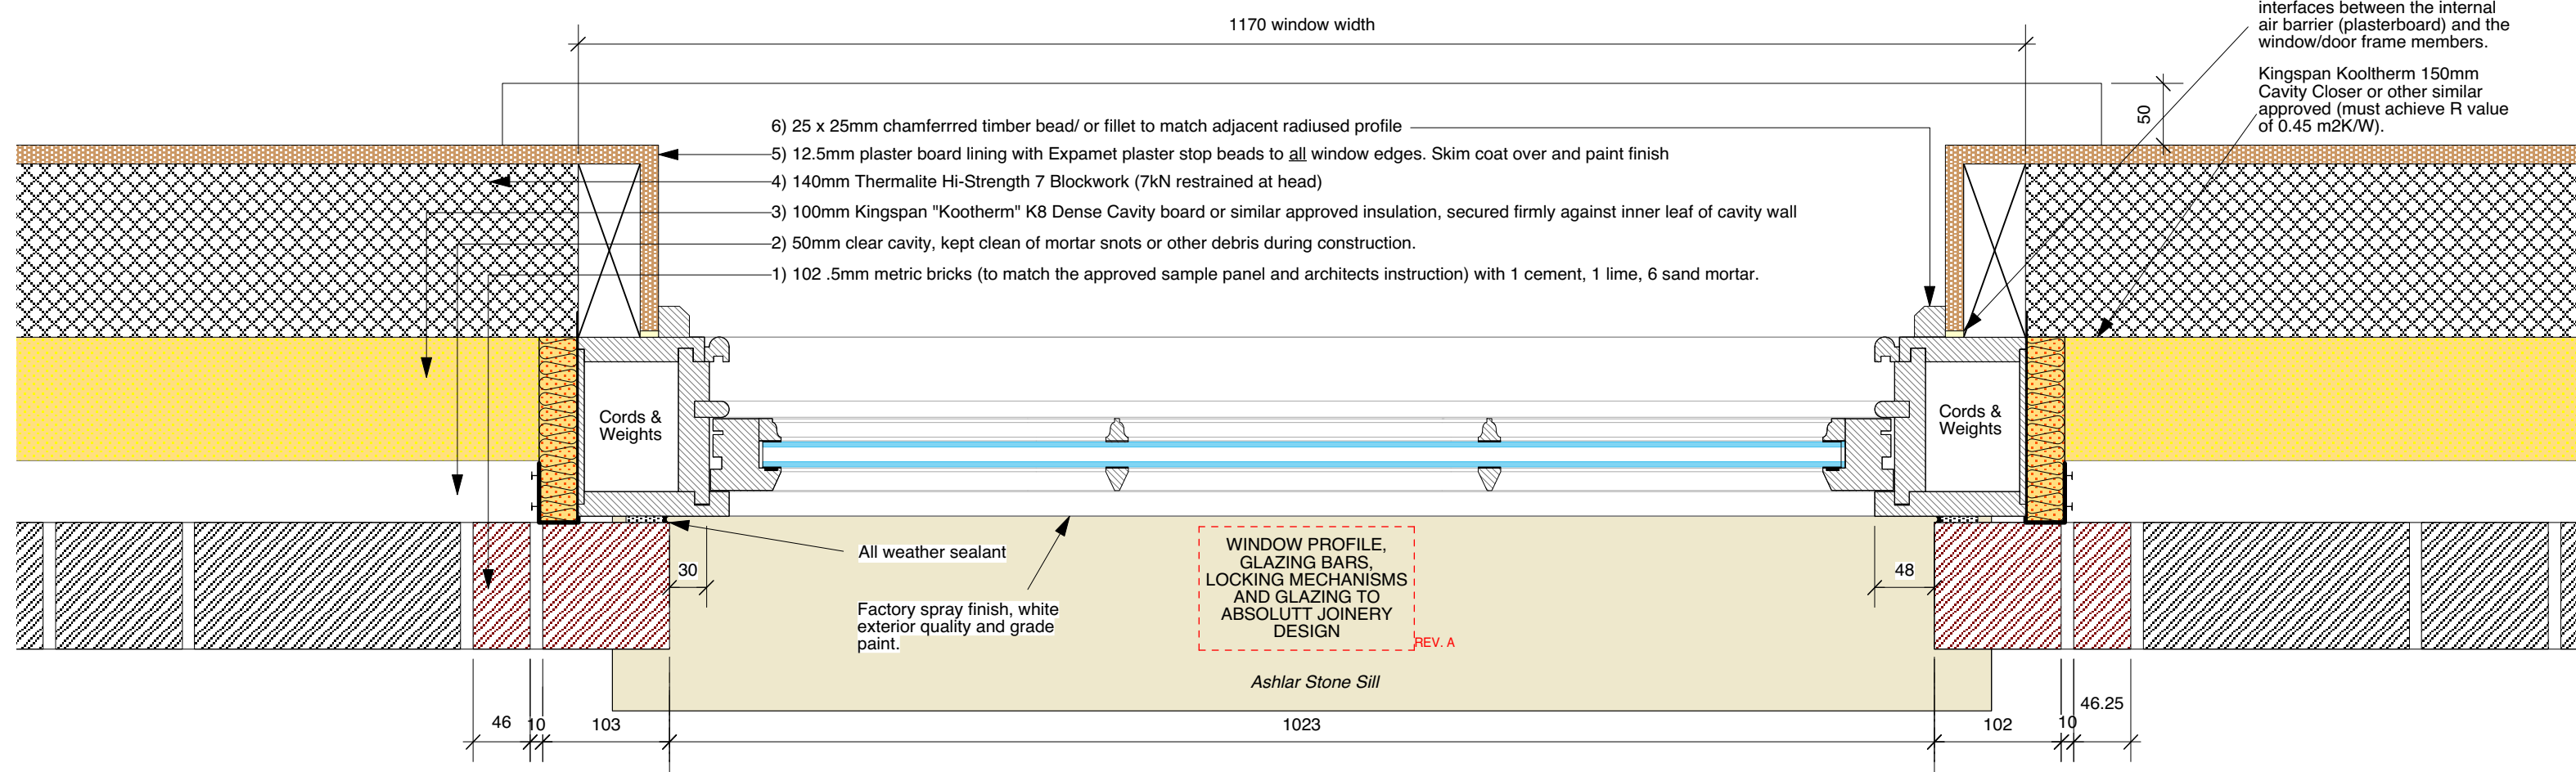 1170 window width
interfaces between the internal
air barrier (plasterboard) and the
window/door frame members.
Kingspan Kooltherm 150mm
Cavity Closer or other similar
approved (must achieve R value
of 0.45 m2K/W).
50
6) 25 x 25mm chamferrred timber bead/ or fillet to match adjacent radiused profile
5) 12.5mm plaster board lining with Expamet plaster stop beads to all window edges. Skim coat over and paint finish
4) 140mm Thermalite Hi-Strength 7 Blockwork (7kN restrained at head)
3) 100mm Kingspan "Kootherm" K8 Dense Cavity board or similar approved insulation, secured firmly against inner leaf of cavity wall
2) 50mm clear cavity, kept clean of mortar snots or other debris during construction.
1) 102 .5mm metric bricks (to match the approved sample panel and architects instruction) with 1 cement, 1 lime, 6 sand mortar.
Cords &
Weights
Cords &
Weights
All weather sealant
30
Factory spray finish, white
exterior quality and grade
paint.
WINDOW PROFILE,
GLAZING BARS,
LOCKING MECHANISMS
AND GLAZING TO
ABSOLUTT JOINERY
DESIGN
REV. A
48
Ashlar Stone Sill
46
10
103
1023
102
10
46.25